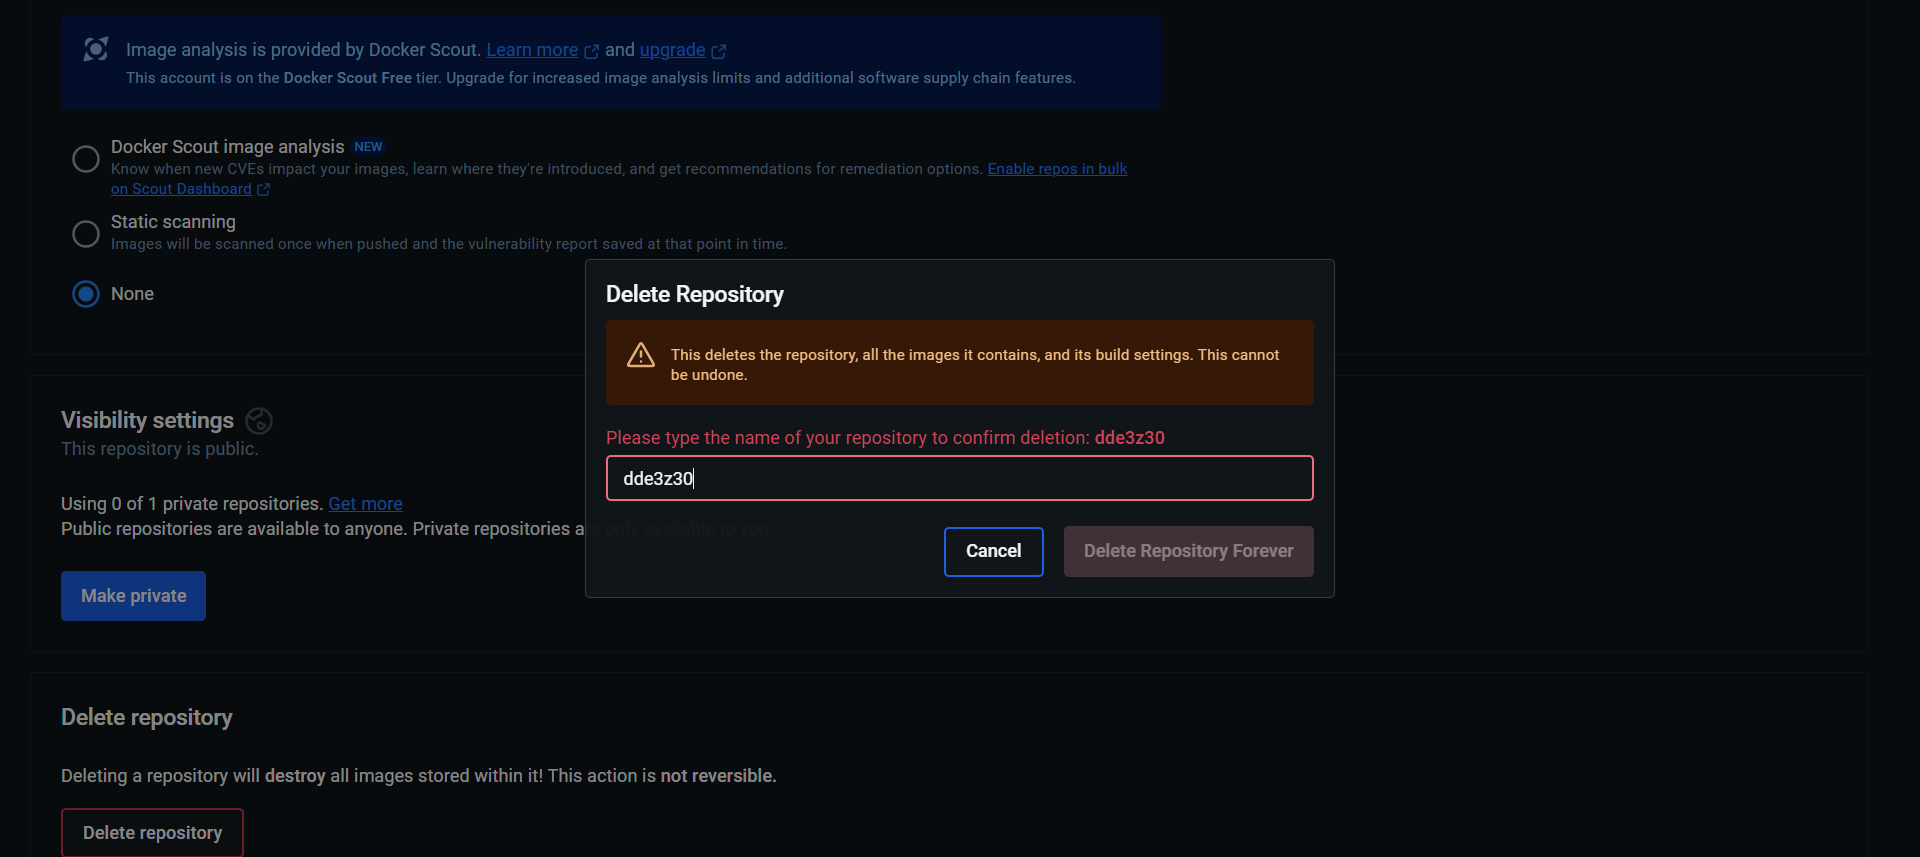 Image analysis is provided by Docker Scout. Learn more and upgrade
This account is on the Docker Scout Free tier. Upgrade for increased image analysis limits and additional software supply chain features.
Docker Scout image analysis NEW
Know when new CVEs impact your images, learn where they're introduced, and get recommendations for remediation options. Enable repos in bulk
on Scout Dashboard
Static scanning
Images will be scanned once when pushed and the vulnerability report saved at that point in time.
None
Delete Repository
This deletes the repository, all the images it contains, and its build settings. This cannot
be undone.
Please type the name of your repository to confirm deletion: dde3z30
dde3z30
Cancel
Delete Repository Forever
Visibility settings
This repository is public.
Using 0 of 1 private repositories. Get more
Public repositories are available to anyone. Private repositories are only available to you.
Make private
Delete repository
Deleting a repository will destroy all images stored within it! This action is not reversible.
Delete repository